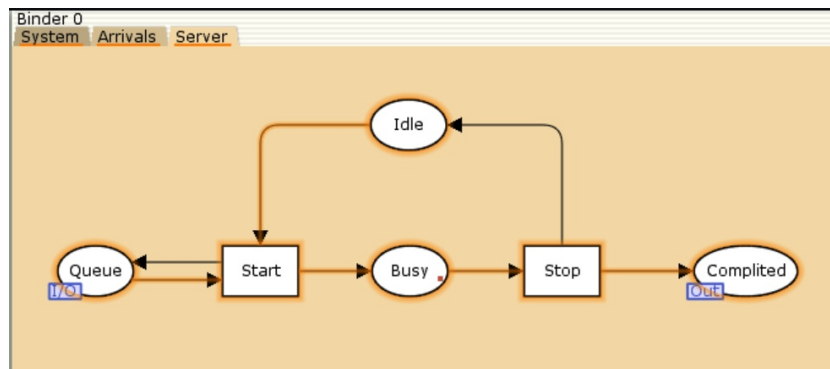 Binder 0
System Arrivals Server
Idle
Queue Start Busy Stop Complited
I/Q Out